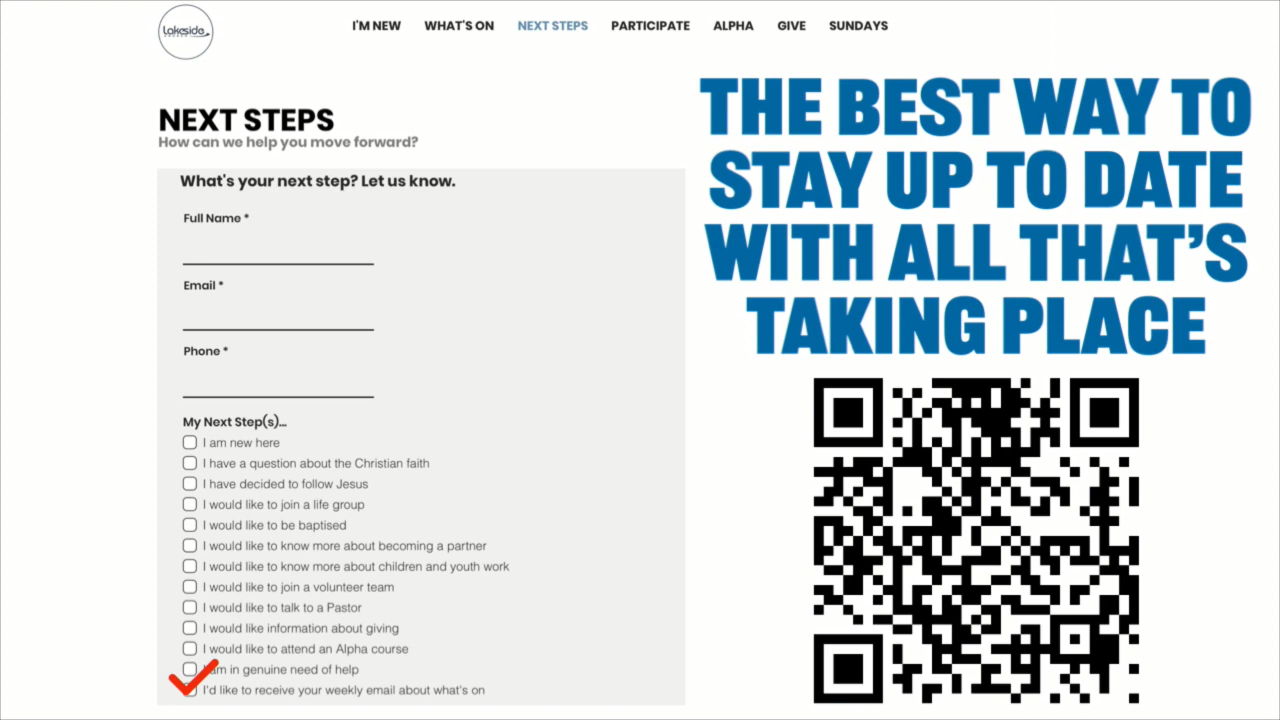 Lakeside
I'M NEW WHAT'S ON NEXT STEPS PARTICIPATE ALPHA GIVE SUNDAYS
NEXT STEPS
How can we help you move forward?
What's your next step? Let us know.
Full Name *
Email *
Phone *
My Next Step(s)...
I am new here
I have a question about the Christian faith
I have decided to follow Jesus
I would like to join a life group
I would like to be baptised
I would like to know more about becoming a partner
I would like to know more about children and youth work
I would like to join a volunteer team
I would like to talk to a Pastor
I would like information about giving
I would like to attend an Alpha course
I am in genuine need of help
I'd like to receive your weekly email about what's on
THE BEST WAY TO
STAY UP TO DATE
WITH ALL THAT’S
TAKING PLACE